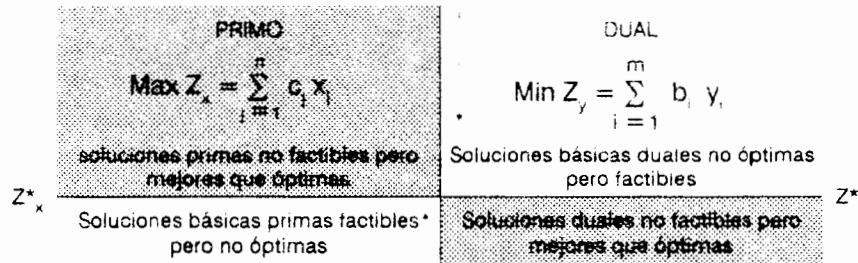 PRIMO
Max Z_x = n ∑ j = 1 c_j x_j
soluciones primas no factibles pero
mejores que óptimas
DUAL
Min Z_y = m ∑ i = 1 b_i y_i
Soluciones básicas duales no óptimas
pero factibles
Z*_x
Z*
Soluciones básicas primas factibles
pero no óptimas
Soluciones duales no factibles pero
mejores que óptimas